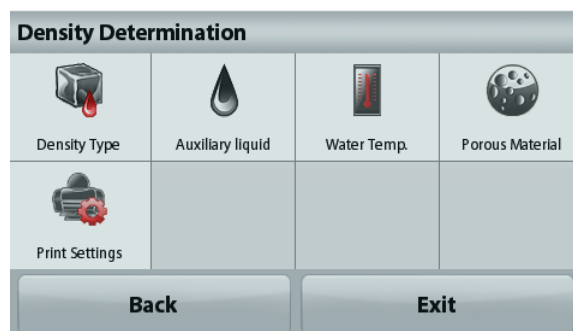 Density Determination
Density Type
Auxiliary liquid
Water Temp.
Porous Material
Print Settings
Back
Exit